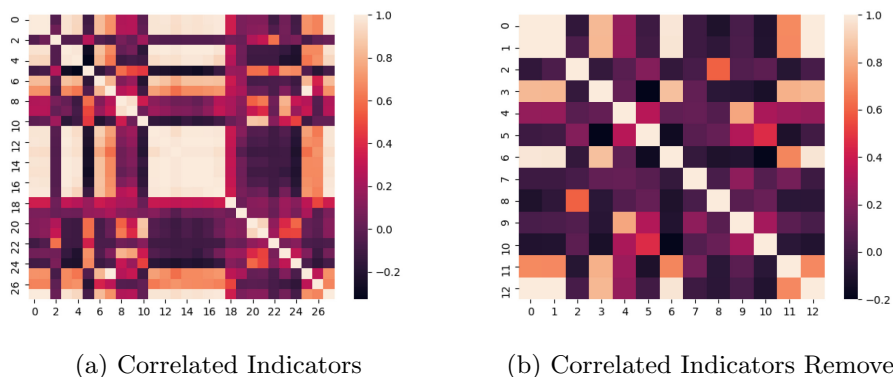 0 2 4 6 8 10 12 14 16 18 20 22 24 26
0 2 4 6 8 10 12 14 16 18 20 22 24 26
1.0 0.8 0.6 0.4 0.2 0.0 −0.2
(a) Correlated Indicators
0 1 2 3 4 5 6 7 8 9 10 11 12
0 1 2 3 4 5 6 7 8 9 10 11 12
1.0 0.8 0.6 0.4 0.2 0.0 −0.2
(b) Correlated Indicators Remove